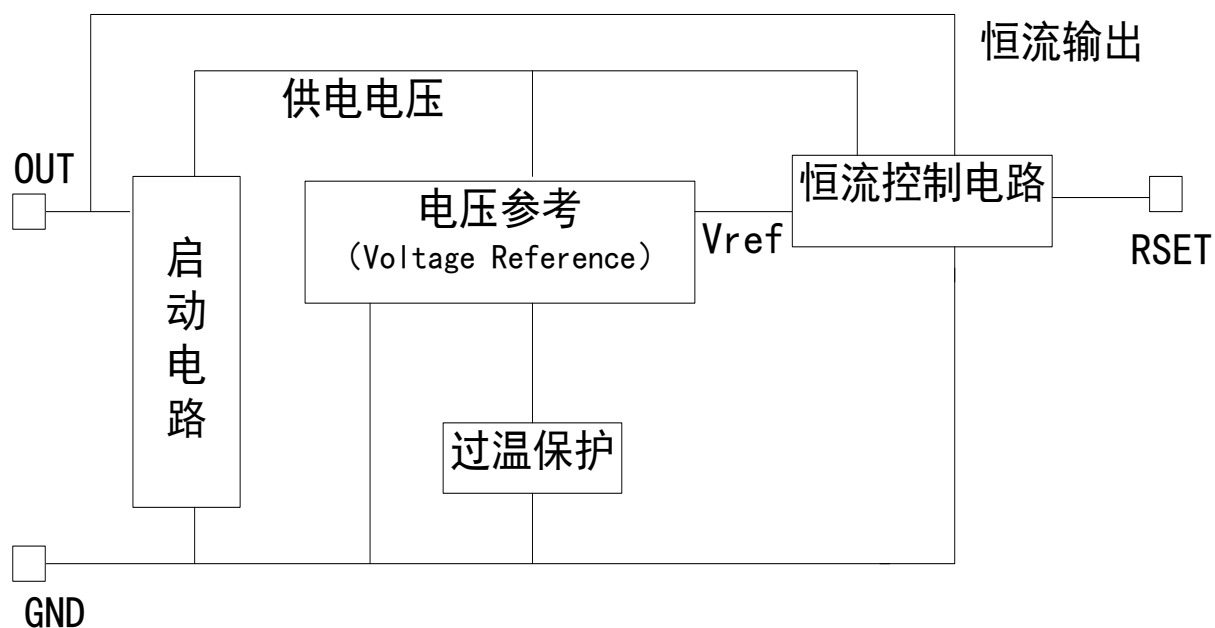 恒流输出
供电电压
OUT
启动电路
电压参考
（Voltage Reference）
Vref
恒流控制电路
RSET
过温保护
GND